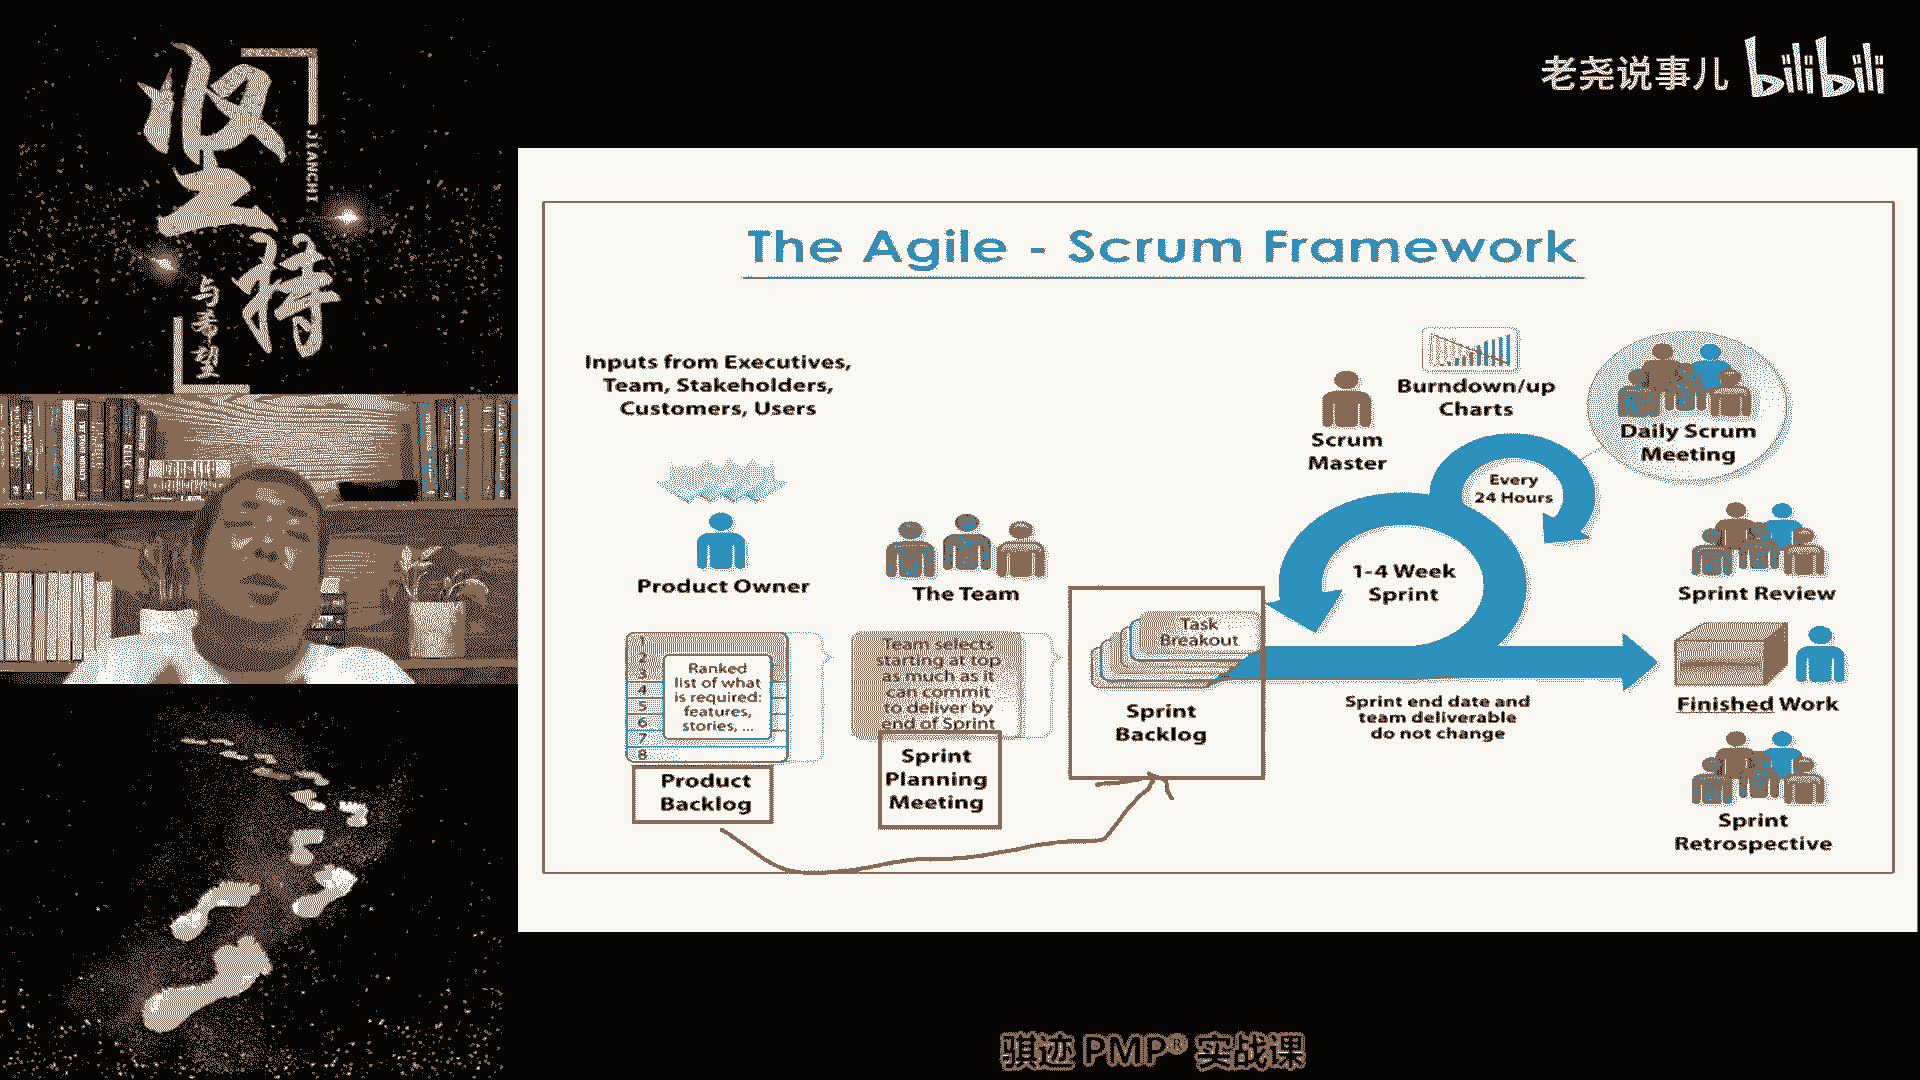 坚持
JIANCHI
与希望
老尧说事儿 bilibili
The Agile - Scrum Framework
Inputs from Executives,
Team, Stakeholders,
Customers, Users
Product Owner
The Team
1
2
3
4
5
6
7
8
Ranked
list of what
is required:
features,
stories, ...
Product
Backlog
Team selects
starting at top
as much as it
can commit
to deliver by
end of Sprint
Sprint
Planning
Meeting
Task
Breakout
Sprint
Backlog
Scrum
Master
Burndown/up
Charts
Every
24 Hours
1-4 Week
Sprint
Sprint end date and
team deliverable
do not change
Daily Scrum
Meeting
Sprint Review
Finished Work
Sprint
Retrospective
骐迹 PMP® 实战课